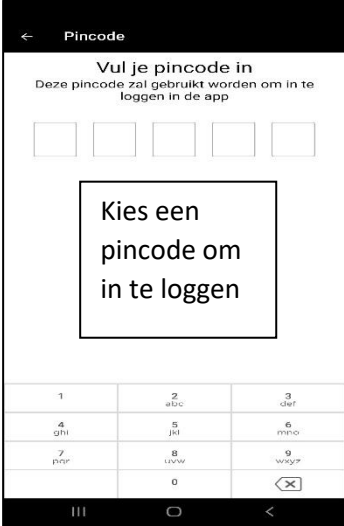 ← Pincode
Vul je pincode in
Deze pincode zal gebruikt worden om in te
loggen in de app
Kies een
pincode om
in te loggen
1 2 3
abc def
4 5 6
ghi jkl mno
7 8 9
pqr uvw wxyz
0